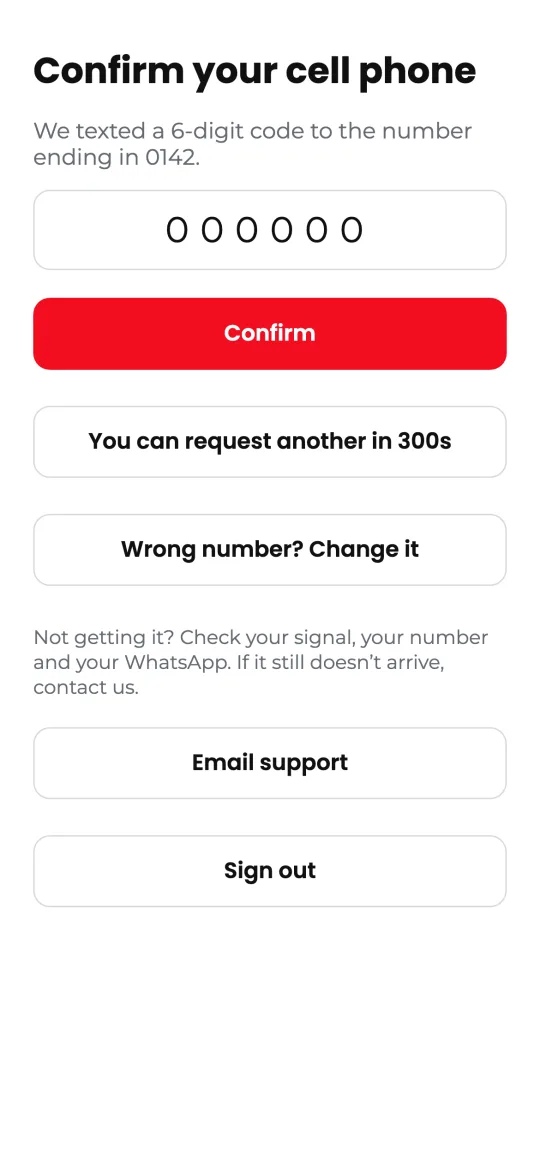 Confirm your cell phone
We texted a 6-digit code to the number
ending in 0142.
000000
Confirm
You can request another in 300s
Wrong number? Change it
Not getting it? Check your signal, your number
and your WhatsApp. If it still doesn’t arrive,
contact us.
Email support
Sign out